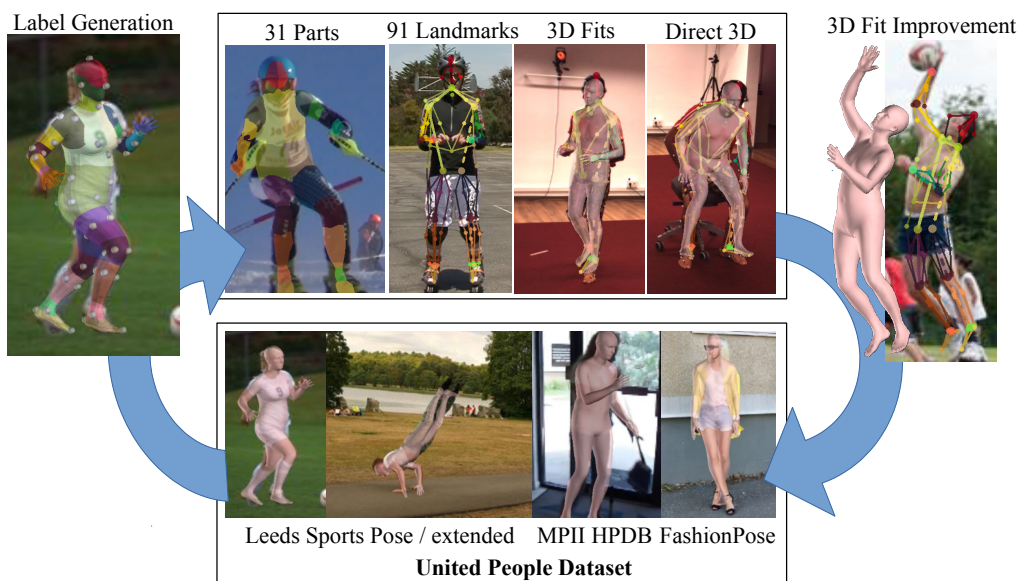 Label Generation
31 Parts
91 Landmarks
3D Fits
Direct 3D
3D Fit Improvement
Leeds Sports Pose / extended
MPII HPDB
FashionPose
United People Dataset